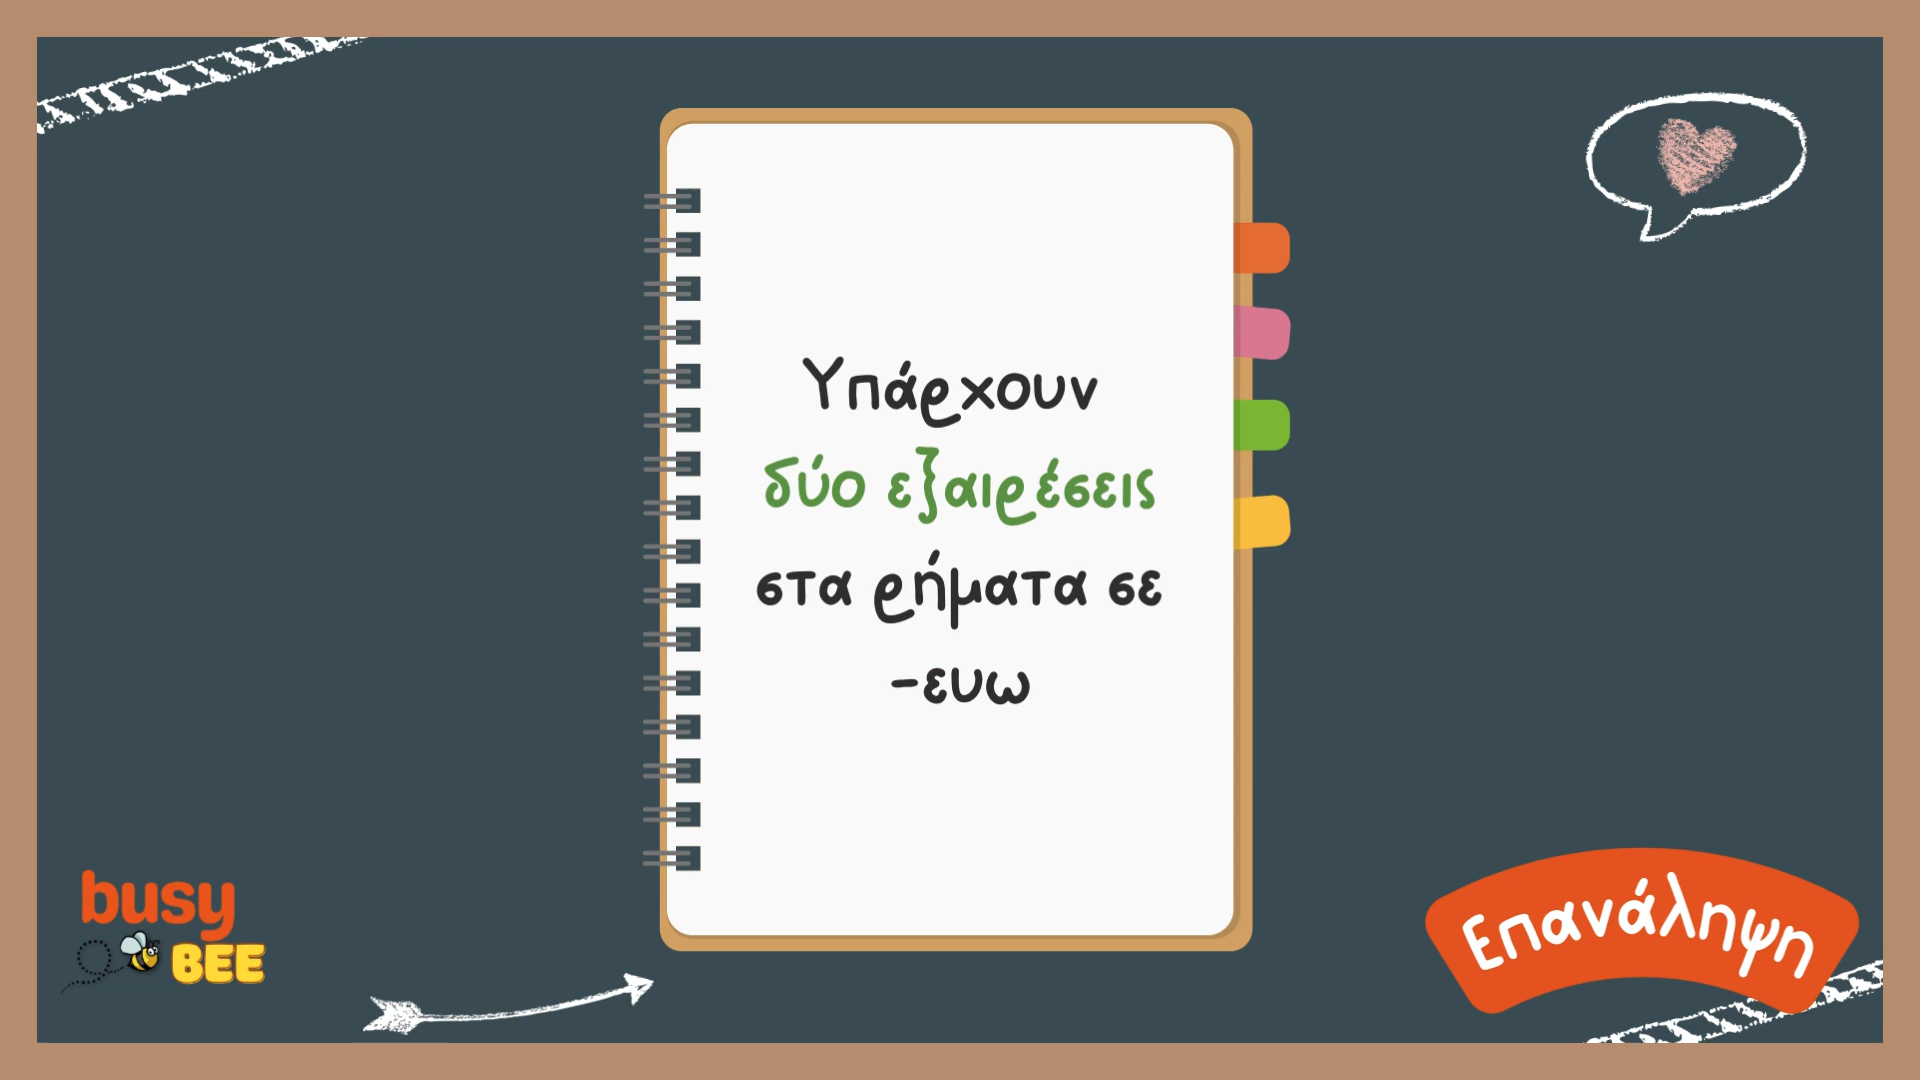 Υπάρχουν
δύο εξαιρέσεις
στα ρήματα σε
-ευω
busy
BEE
Επανάληψη